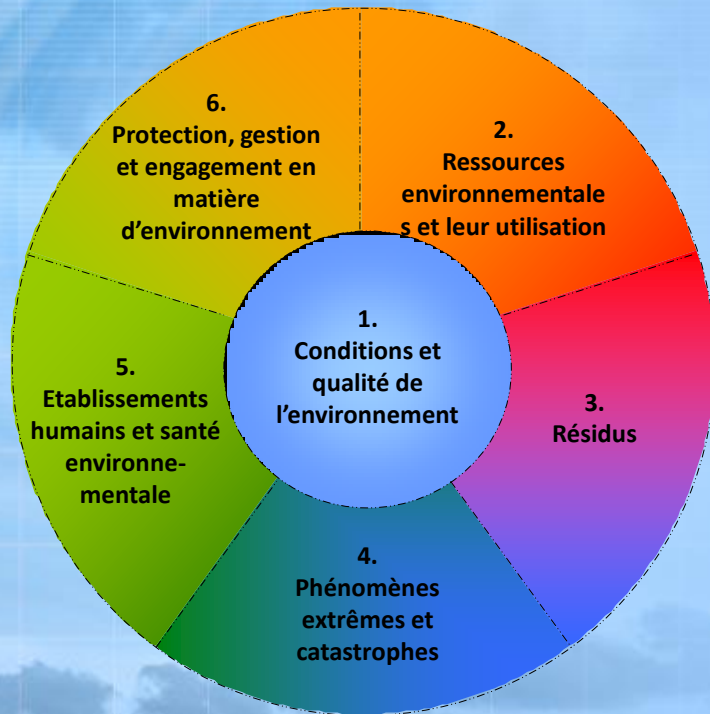 1.
Conditions et
qualité de
l’environnement
2.
Ressources
environnementale
s et leur utilisation
3.
Résidus
4.
Phénomènes
extrêmes et
catastrophes
5.
Etablissements
humains et santé
environne-
mentale
6.
Protection, gestion
et engagement en
matière
d’environnement